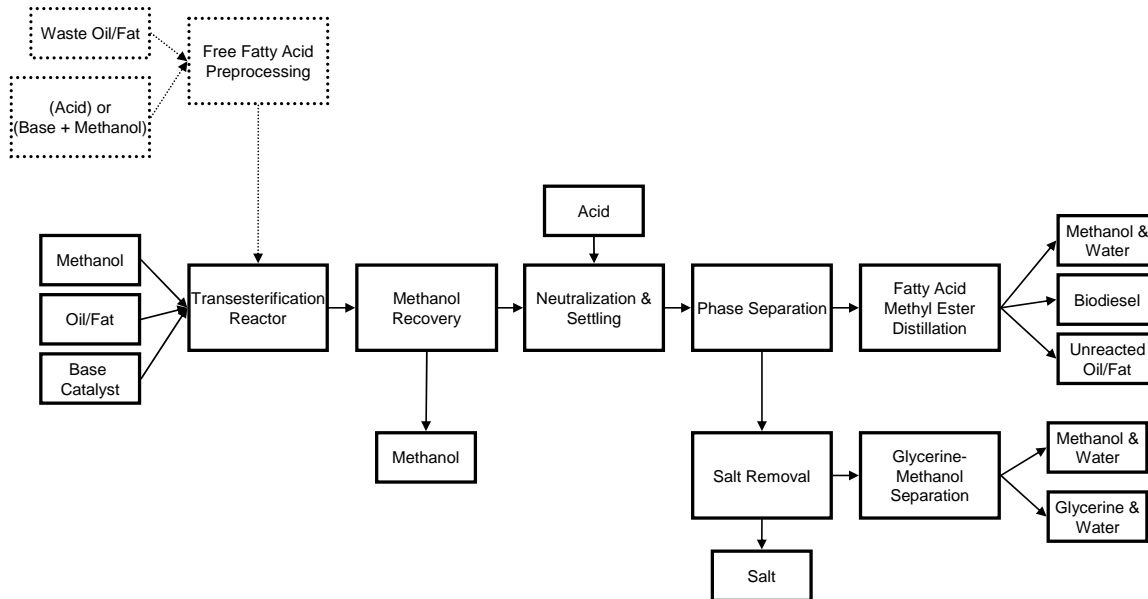 Waste Oil/Fat
Free Fatty Acid
Preprocessing
(Acid) or
(Base + Methanol)
Acid
Methanol
Oil/Fat
Base
Catalyst
Transesterification
Reactor
Methanol
Recovery
Neutralization &
Settling
Phase Separation
Fatty Acid
Methyl Ester
Distillation
Methanol &
Water
Biodiesel
Unreacted
Oil/Fat
Methanol
Salt Removal
Glycerine-
Methanol
Separation
Methanol &
Water
Glycerine &
Water
Salt